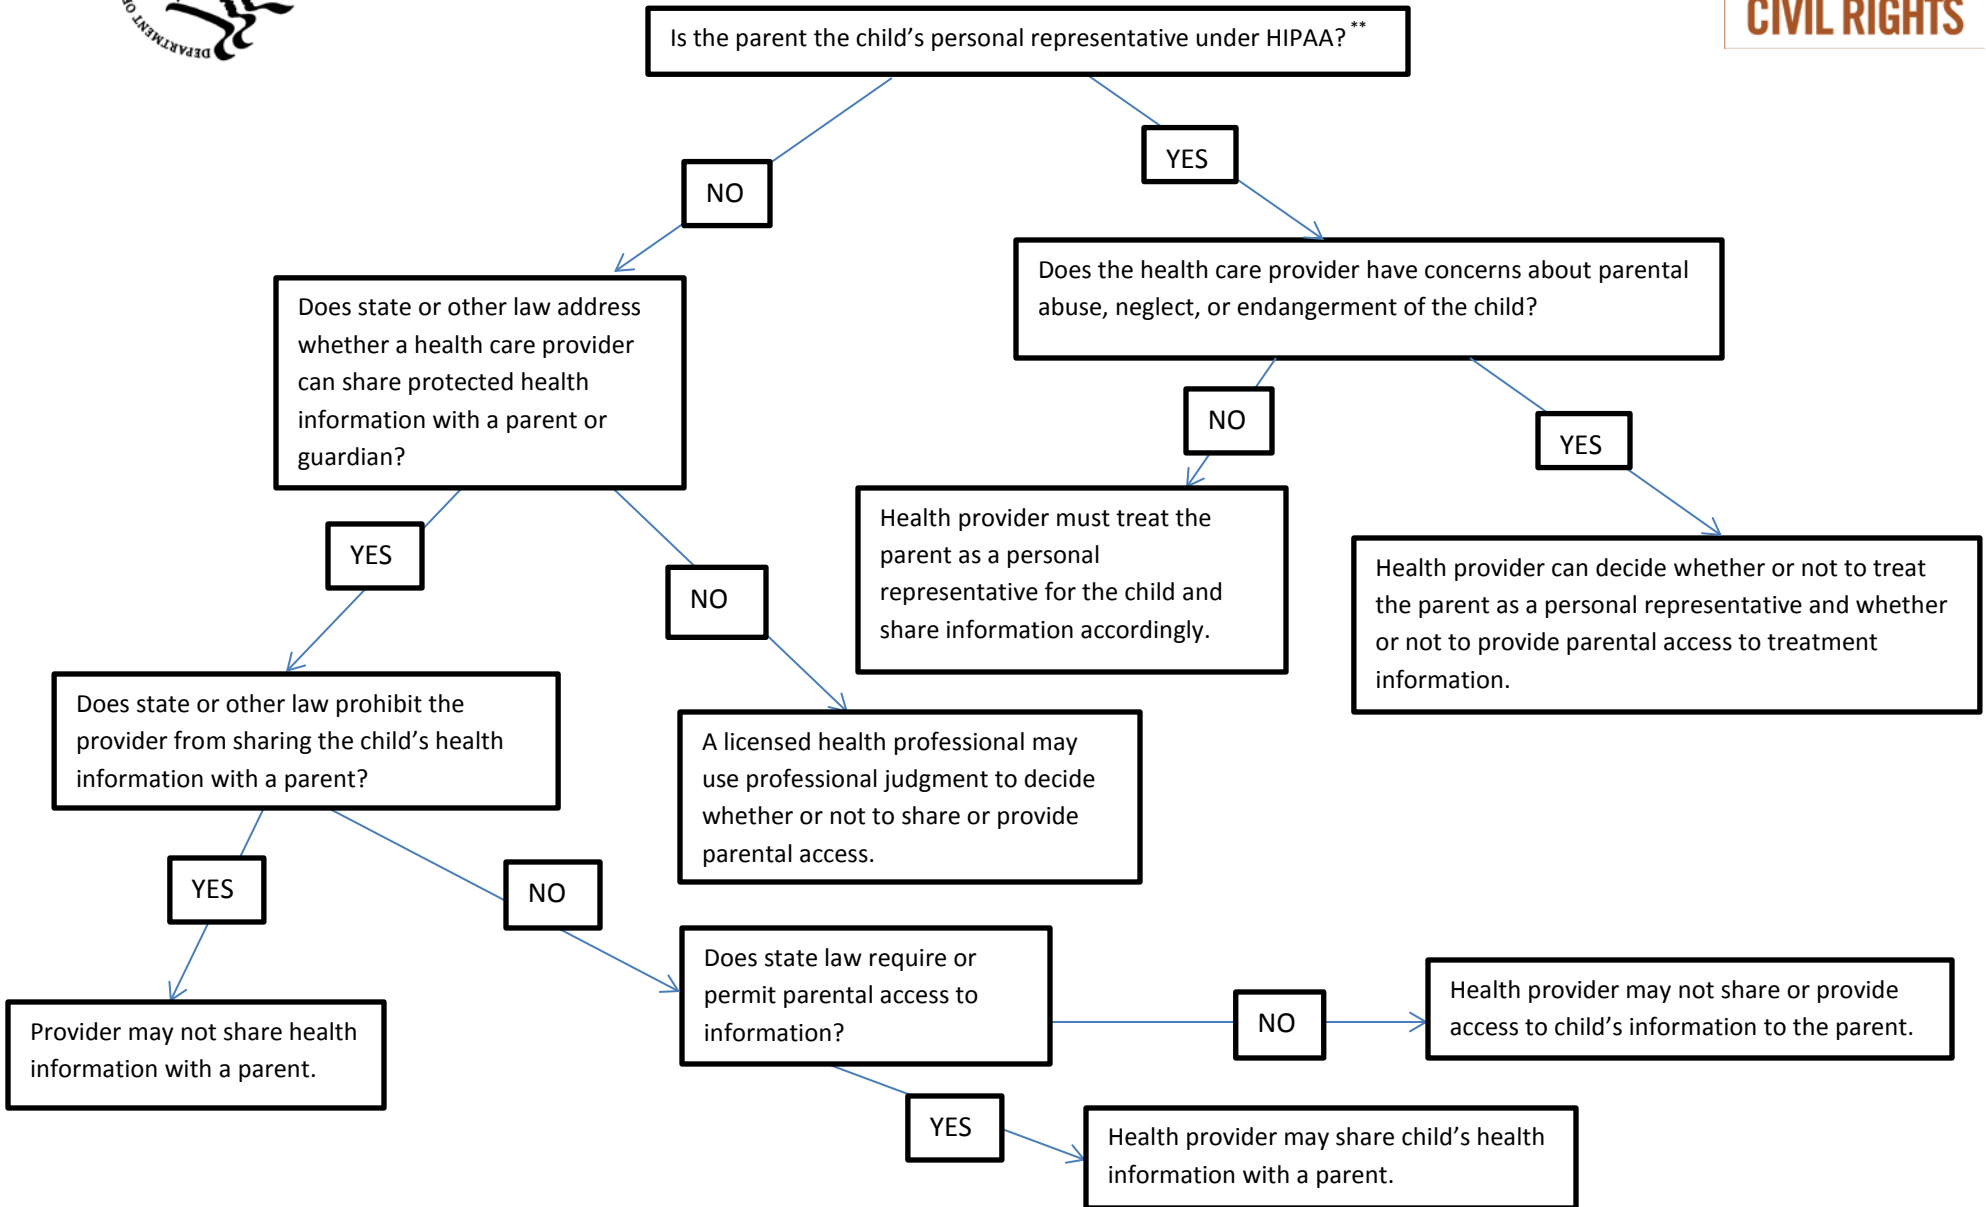 DEPARTMENT OF
CIVIL RIGHTS
Is the parent the child’s personal representative under HIPAA?**
NO
YES
Does state or other law address
whether a health care provider
can share protected health
information with a parent or
guardian?
Does the health care provider have concerns about parental
abuse, neglect, or endangerment of the child?
NO
YES
Health provider must treat the
parent as a personal
representative for the child and
share information accordingly.
Health provider can decide whether or not to treat
the parent as a personal representative and whether
or not to provide parental access to treatment
information.
YES
NO
Does state or other law prohibit the
provider from sharing the child’s health
information with a parent?
A licensed health professional may
use professional judgment to decide
whether or not to share or provide
parental access.
YES
NO
Provider may not share health
information with a parent.
Does state law require or
permit parental access to
information?
NO
Health provider may not share or provide
access to child’s information to the parent.
YES
Health provider may share child’s health
information with a parent.